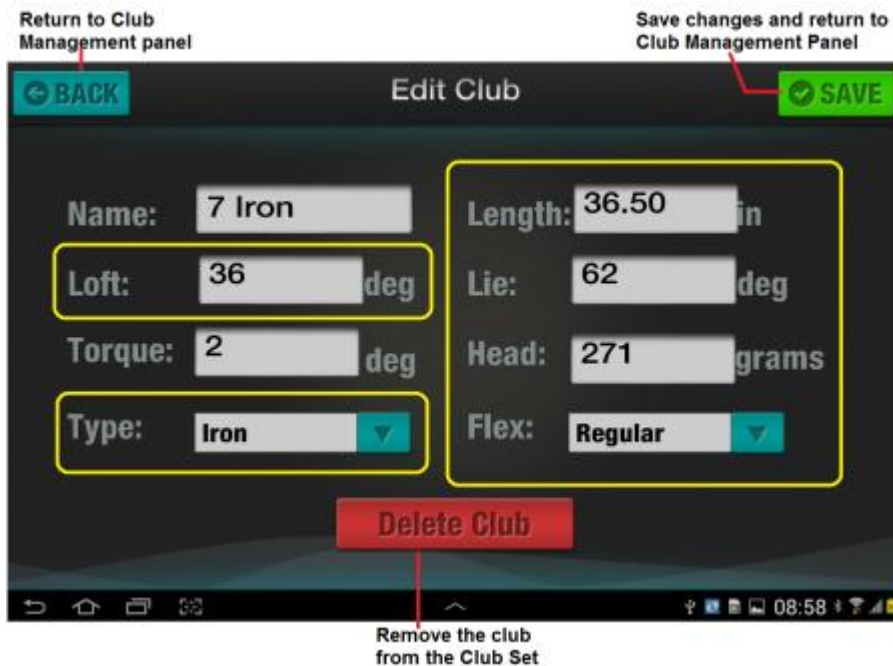 Return to Club
Management panel
Save changes and return to
Club Management Panel
BACK
Edit Club
SAVE
Name: 7 Iron
Length: 36.50 in
Loft: 36 deg
Lie: 62 deg
Torque: 2 deg
Head: 271 grams
Type: Iron
Flex: Regular
Delete Club
08:58
Remove the club
from the Club Set